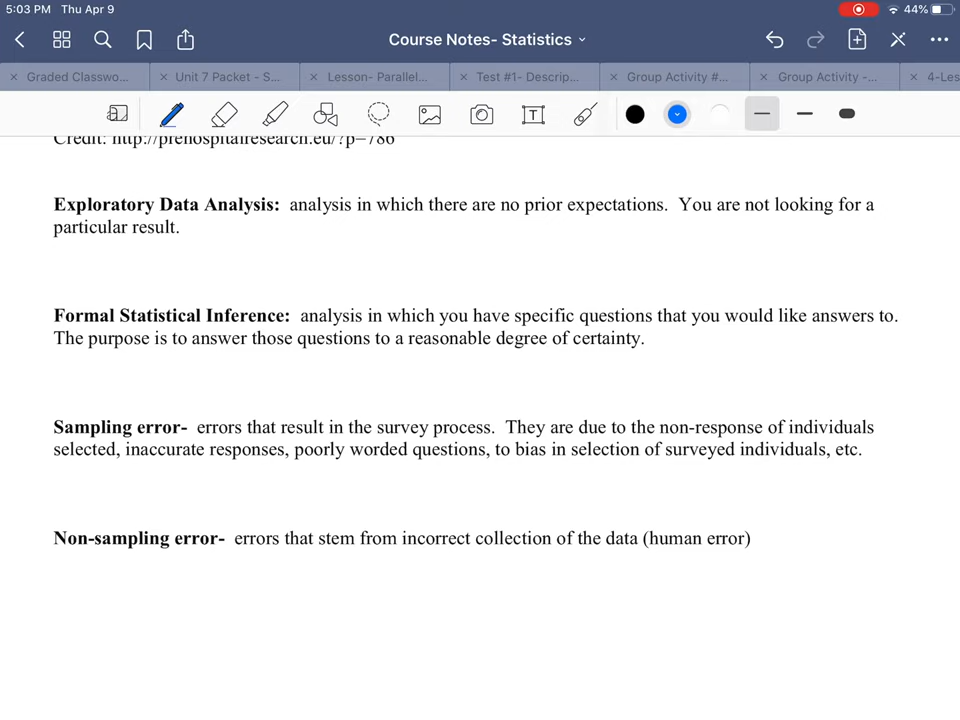 5:03 PM Thu Apr 9
44%
Course Notes- Statistics
Graded Classwo...
Unit 7 Packet - S...
Lesson- Parallel...
Test #1- Descrip...
Group Activity #...
Group Activity -...
4-Les
Credit: http://prehospitalresearch.eu/?p=786
Exploratory Data Analysis: analysis in which there are no prior expectations. You are not looking for a
particular result.
Formal Statistical Inference: analysis in which you have specific questions that you would like answers to.
The purpose is to answer those questions to a reasonable degree of certainty.
Sampling error- errors that result in the survey process. They are due to the non-response of individuals
selected, inaccurate responses, poorly worded questions, to bias in selection of surveyed individuals, etc.
Non-sampling error- errors that stem from incorrect collection of the data (human error)